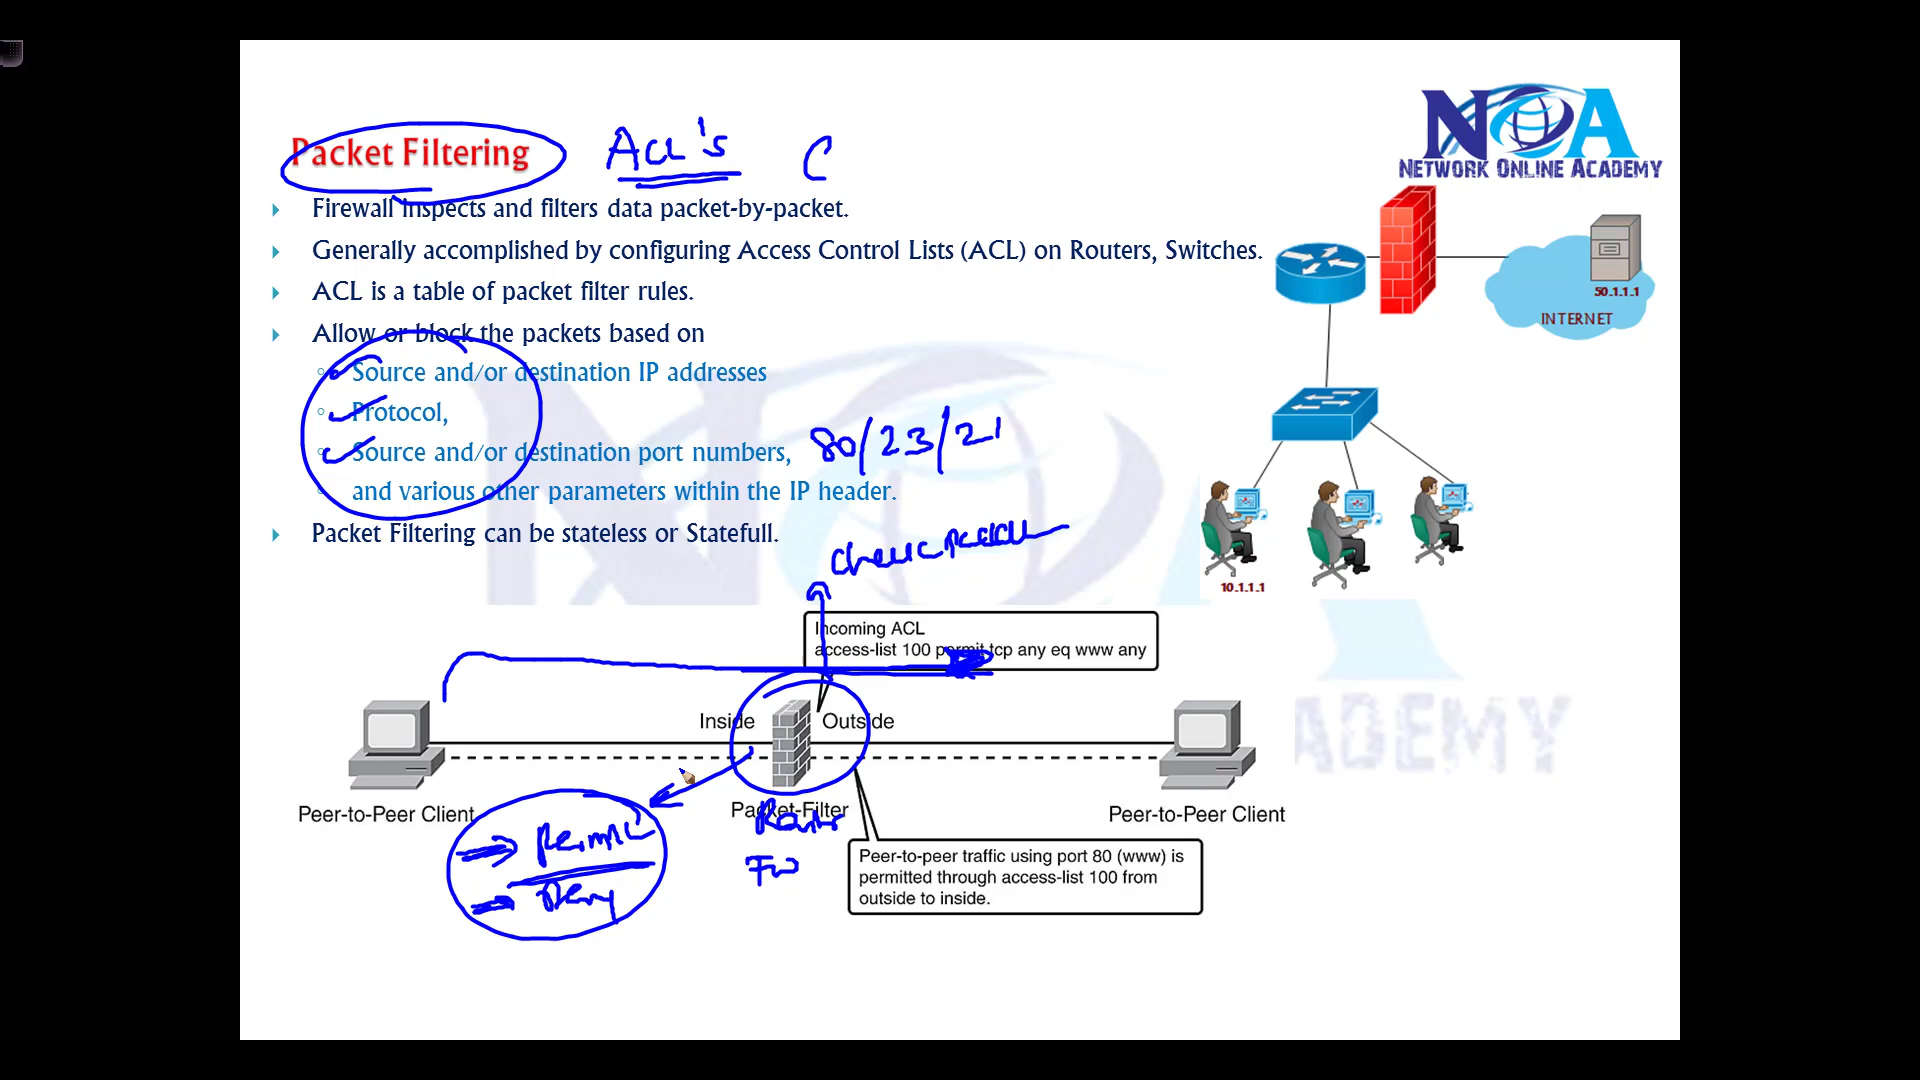 Packet Filtering
ACL's
C
NOA
NETWORK ONLINE ACADEMY
Firewall inspects and filters data packet-by-packet.
Generally accomplished by configuring Access Control Lists (ACL) on Routers, Switches.
ACL is a table of packet filter rules.
Allow or block the packets based on
Source and/or destination IP addresses
Protocol,
Source and/or destination port numbers,
80/23/21
and various other parameters within the IP header.
Packet Filtering can be stateless or Statefull.
50.1.1.1
INTERNET
10.1.1.1
Incoming ACL
access-list 100 permit tcp any eq www any
Inside
Outside
Peer-to-Peer Client
Packet-Filter
Peer-to-Peer Client
Router
FW
Permit
Deny
Peer-to-peer traffic using port 80 (www) is
permitted through access-list 100 from
outside to inside.
ADEMY